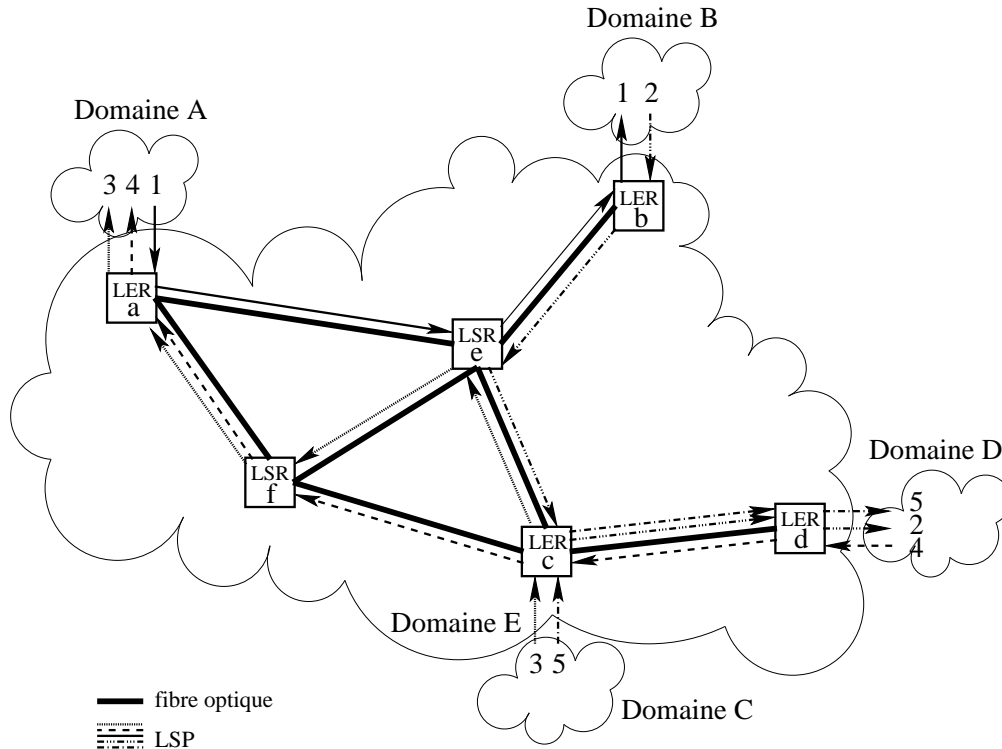 Domaine B
1 2
Domaine A
3 4 1
LER
b
LER
a
LSR
e
Domaine D
LSR
f
5
2
4
LER
d
LER
c
Domaine E
3 5
fibre optique
Domaine C
LSP